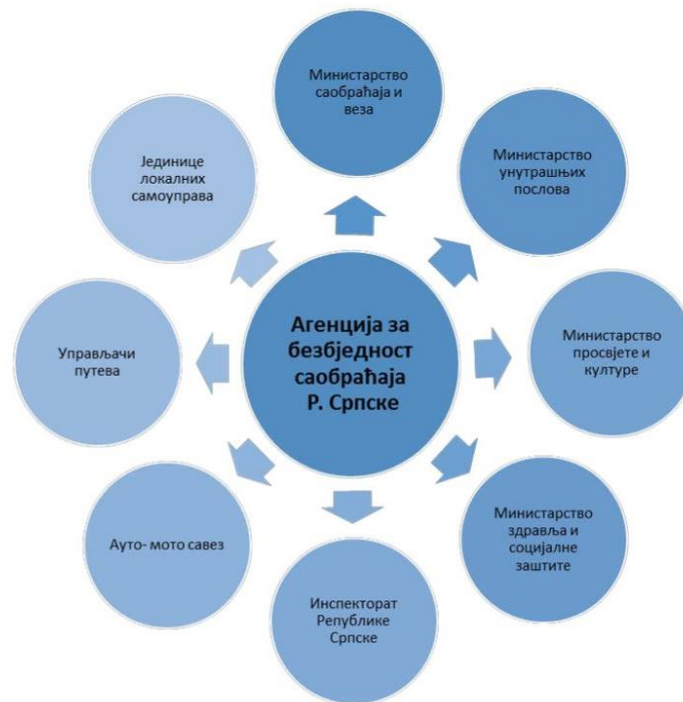 Министарство
саобраћаја и
веза
Министарство
унутрашњих
послова
Министарство
просвјете и
културе
Министарство
здравља и
социјалне
заштите
Инспекторат
Републике
Српске
Ауто- мото савез
Управљачи
путева
Јединице
локалних
самоуправа
Агенција за
безбједност
саобраћаја
Р. Српске